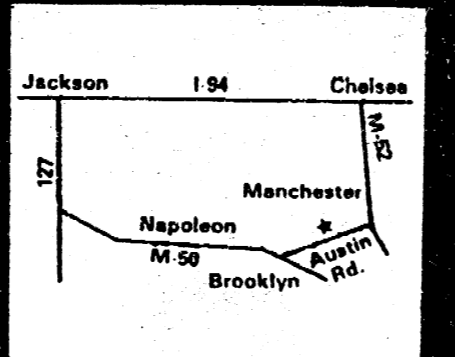 Jackson
I-94
Chelsea
M-52
127
Manchester
Napoleon
M-50
Brooklyn
Austin
Rd.